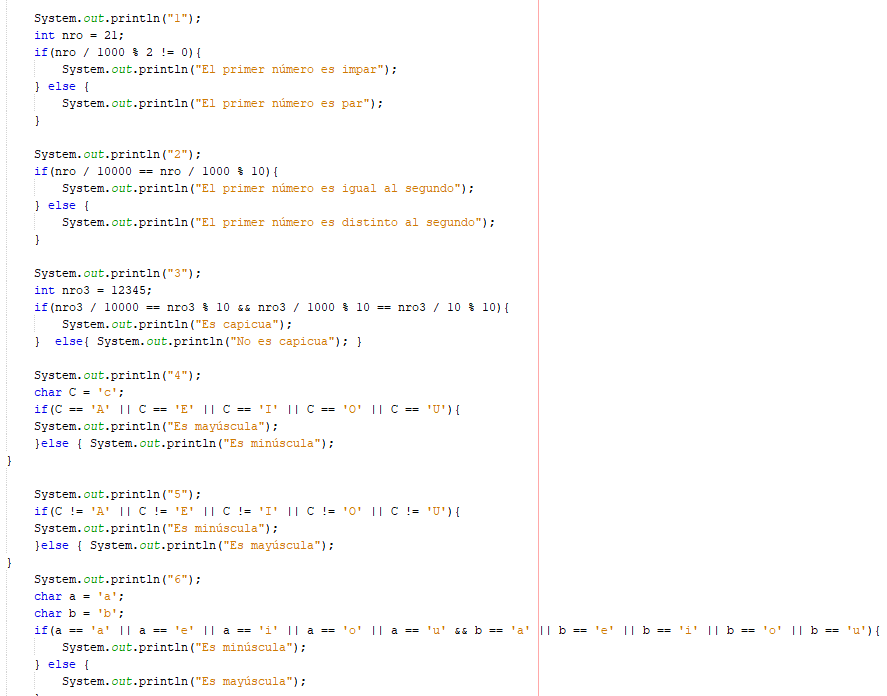 System.out.println("1");
int nro = 21;
if(nro / 1000 % 2 != 0){
System.out.println("El primer número es impar");
} else {
System.out.println("El primer número es par");
}
System.out.println("2");
if(nro / 10000 == nro / 1000 % 10){
System.out.println("El primer número es igual al segundo");
} else {
System.out.println("El primer número es distinto al segundo");
}
System.out.println("3");
int nro3 = 12345;
if(nro3 / 10000 == nro3 % 10 && nro3 / 1000 % 10 == nro3 / 10 % 10){
System.out.println("Es capicua");
}  else{ System.out.println("No es capicua"); }
System.out.println("4");
char C = 'c';
if(C == 'A' || C == 'E' || C == 'I' || C == 'O' || C == 'U'){
System.out.println("Es mayúscula");
}else { System.out.println("Es minúscula");
}
System.out.println("5");
if(C != 'A' || C != 'E' || C != 'I' || C != 'O' || C != 'U'){
System.out.println("Es minúscula");
}else { System.out.println("Es mayúscula");
}
System.out.println("6");
char a = 'a';
char b = 'b';
if(a == 'a' || a == 'e' || a == 'i' || a == 'o' || a == 'u' && b == 'a' || b == 'e' || b == 'i' || b == 'o' || b == 'u'){
System.out.println("Es minúscula");
} else {
System.out.println("Es mayúscula");